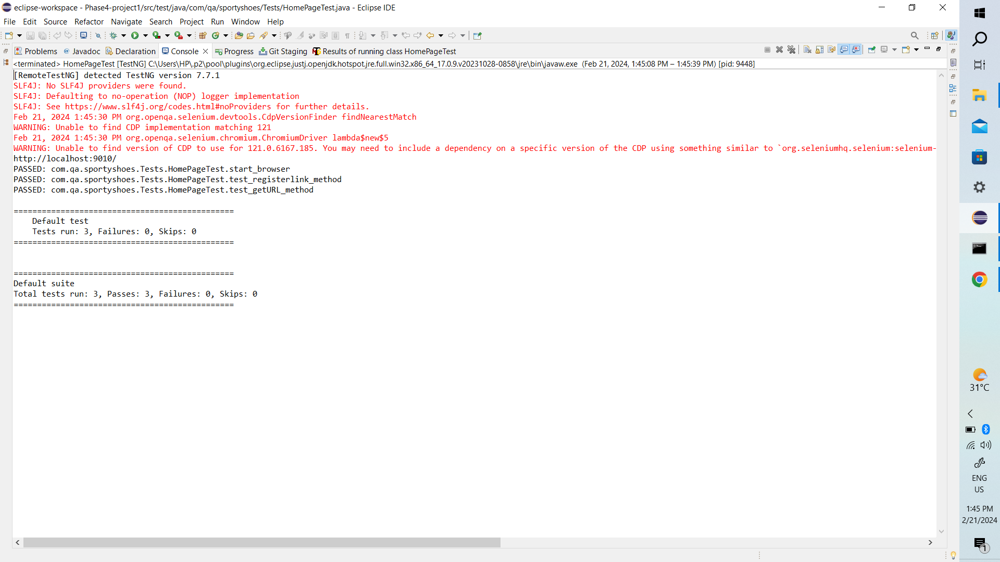 eclipse-workspace - Phase4-project1/src/test/java/com/qa/sportyshoes/Tests/HomePageTest.java - Eclipse IDE
File Edit Source Refactor Navigate Search Project Run Window Help
Problems @ Javadoc Declaration Console Progress Git Staging Results of running class HomePageTest
<terminated> HomePageTest [TestNG] C:\Users\HP\.p2\pool\plugins\org.eclipse.justj.openjdk.hotspot.jre.full.win32.x86_64_17.0.9.v20231028-0858\jre\bin\javaw.exe (Feb 21, 2024, 1:45:08 PM – 1:45:39 PM) [pid: 9448]
[RemoteTestNG] detected TestNG version 7.7.1
SLF4J: No SLF4J providers were found.
SLF4J: Defaulting to no-operation (NOP) logger implementation
SLF4J: See https://www.slf4j.org/codes.html#noProviders for further details.
Feb 21, 2024 1:45:30 PM org.openqa.selenium.devtools.CdpVersionFinder findNearestMatch
WARNING: Unable to find CDP implementation matching 121
Feb 21, 2024 1:45:30 PM org.openqa.selenium.chromium.ChromiumDriver lambda$new$5
WARNING: Unable to find version of CDP to use for 121.0.6167.185. You may need to include a dependency on a specific version of the CDP using something similar to `org.seleniumhq.selenium:selenium-
http://localhost:9010/
PASSED: com.qa.sportyshoes.Tests.HomePageTest.start_browser
PASSED: com.qa.sportyshoes.Tests.HomePageTest.test_registerlink_method
PASSED: com.qa.sportyshoes.Tests.HomePageTest.test_getURL_method
===============================================
Default test
Tests run: 3, Failures: 0, Skips: 0
===============================================
===============================================
Default suite
Total tests run: 3, Passes: 3, Failures: 0, Skips: 0
===============================================
31°C
ENG
US
1:45 PM
2/21/2024
1